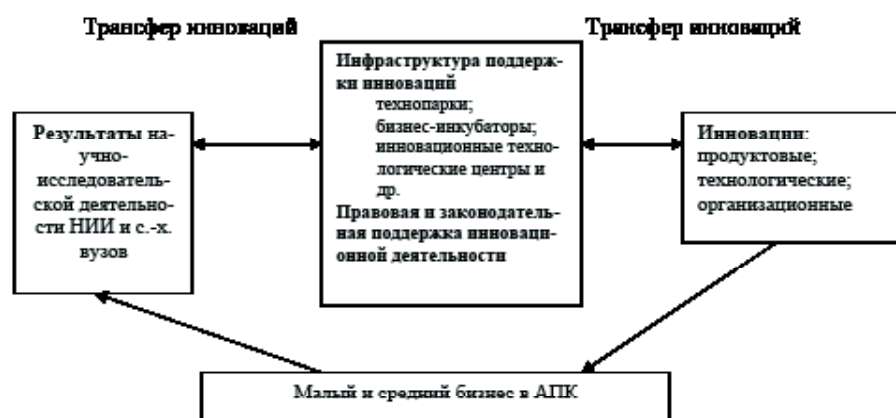 Трансфер инноваций
Трансфер инноваций
Инфраструктура поддерж-
ки инноваций
технопарки;
бизнес-инкубаторы;
инновационные техно-
логические центры и
др.
Правовая и законодатель-
ная поддержка инноваци-
онной деятельности
Результаты на-
учно-
исследователь-
ской деятельно-
сти НИИ и с.-х.
вузов
Инновации:
продуктовые;
технологические;
организационные
Малый и средний бизнес в АПК